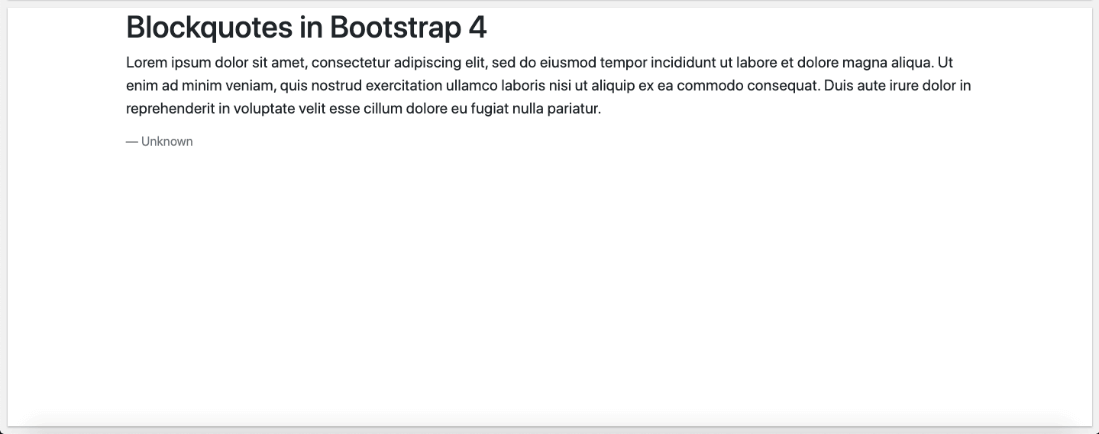 Blockquotes in Bootstrap 4
Lorem ipsum dolor sit amet, consectetur adipiscing elit, sed do eiusmod tempor incididunt ut labore et dolore magna aliqua. Ut
enim ad minim veniam, quis nostrud exercitation ullamco laboris nisi ut aliquip ex ea commodo consequat. Duis aute irure dolor in
reprehenderit in voluptate velit esse cillum dolore eu fugiat nulla pariatur.
— Unknown